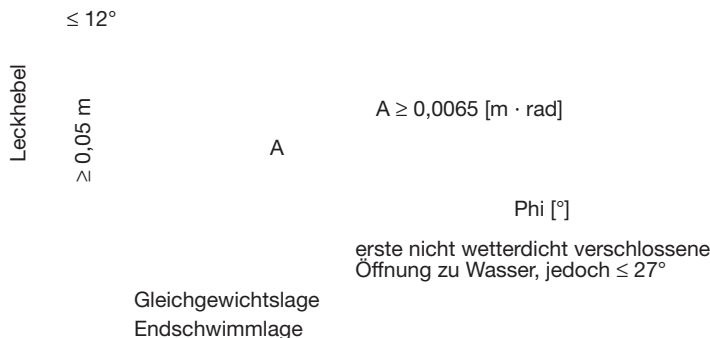 ≤ 12°
Leckhebel
≥ 0,05 m
A ≥ 0,0065 [m · rad]
A
Phi [°]
erste nicht wetterdicht verschlossene
Öffnung zu Wasser, jedoch ≤ 27°
Gleichgewichtslage
Endschwimmlage